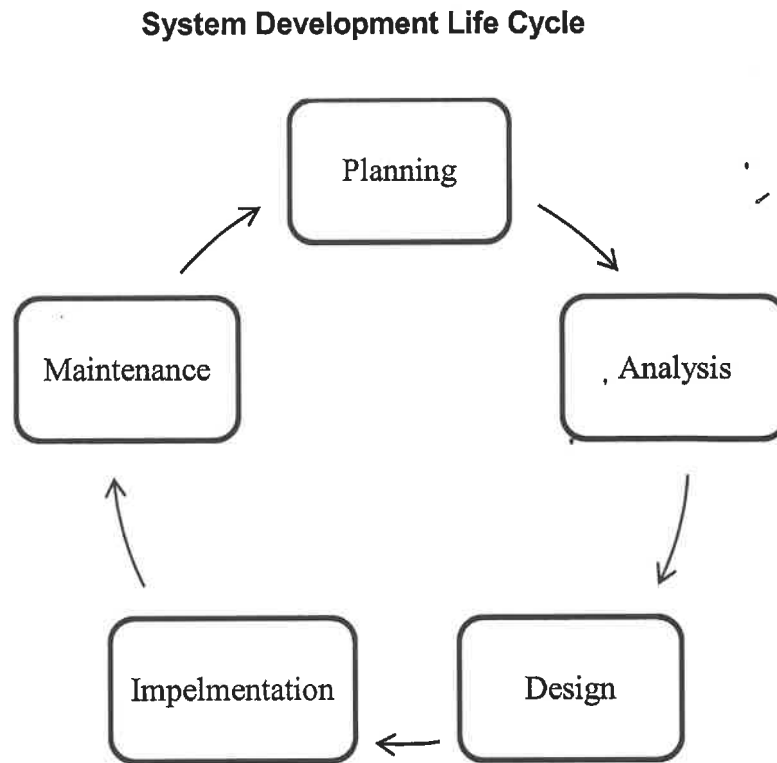 System Development Life Cycle
Planning
Analysis
Design
Impelmentation
Maintenance